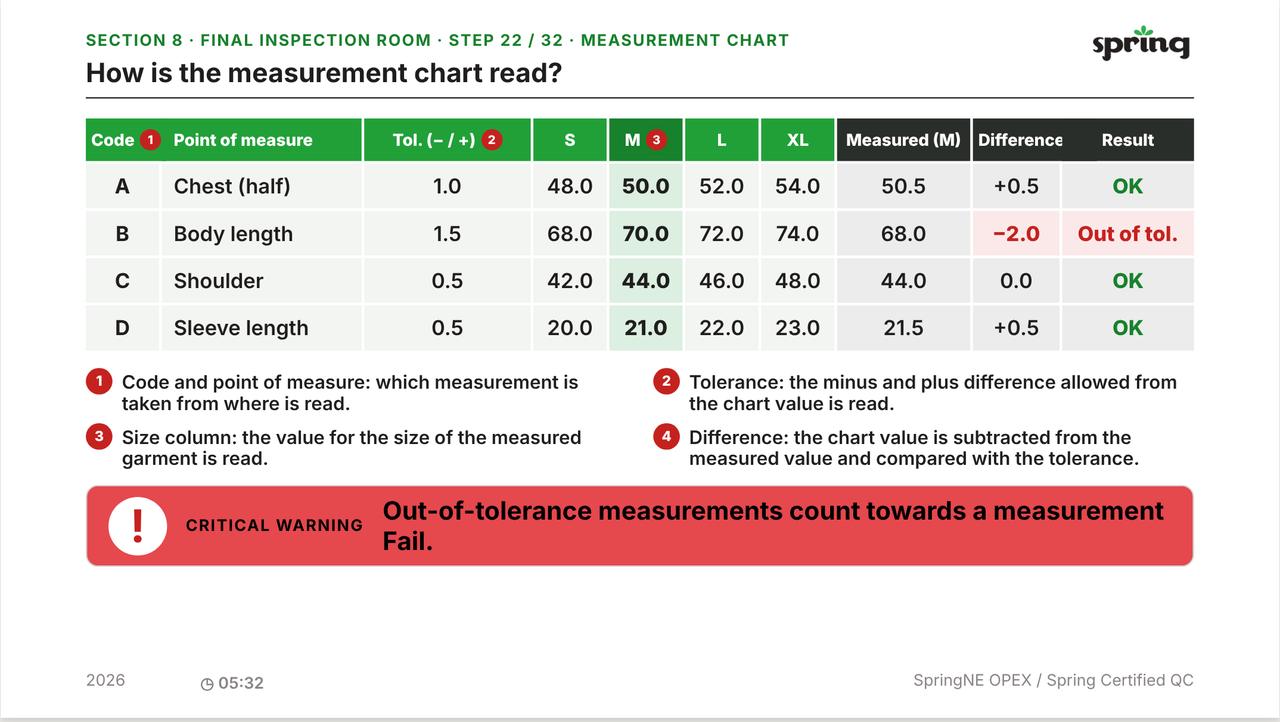 SECTION 8 · FINAL INSPECTION ROOM · STEP 22 / 32 · MEASUREMENT CHART
spring
How is the measurement chart read?
Code 1 Point of measure Tol. (− / +) 2 S M 3 L XL Measured (M) Difference Result
A Chest (half) 1.0 48.0 50.0 52.0 54.0 50.5 +0.5 OK
B Body length 1.5 68.0 70.0 72.0 74.0 68.0 −2.0 Out of tol.
C Shoulder 0.5 42.0 44.0 46.0 48.0 44.0 0.0 OK
D Sleeve length 0.5 20.0 21.0 22.0 23.0 21.5 +0.5 OK
1 Code and point of measure: which measurement is
taken from where is read.
2 Tolerance: the minus and plus difference allowed from
the chart value is read.
3 Size column: the value for the size of the measured
garment is read.
4 Difference: the chart value is subtracted from the
measured value and compared with the tolerance.
! CRITICAL WARNING
Out-of-tolerance measurements count towards a measurement
Fail.
2026
05:32
SpringNE OPEX / Spring Certified QC